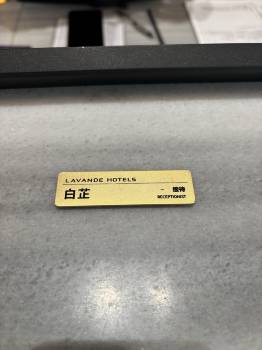 LAVANDE HOTELS
白芷 - 接待
RECEPTIONIST